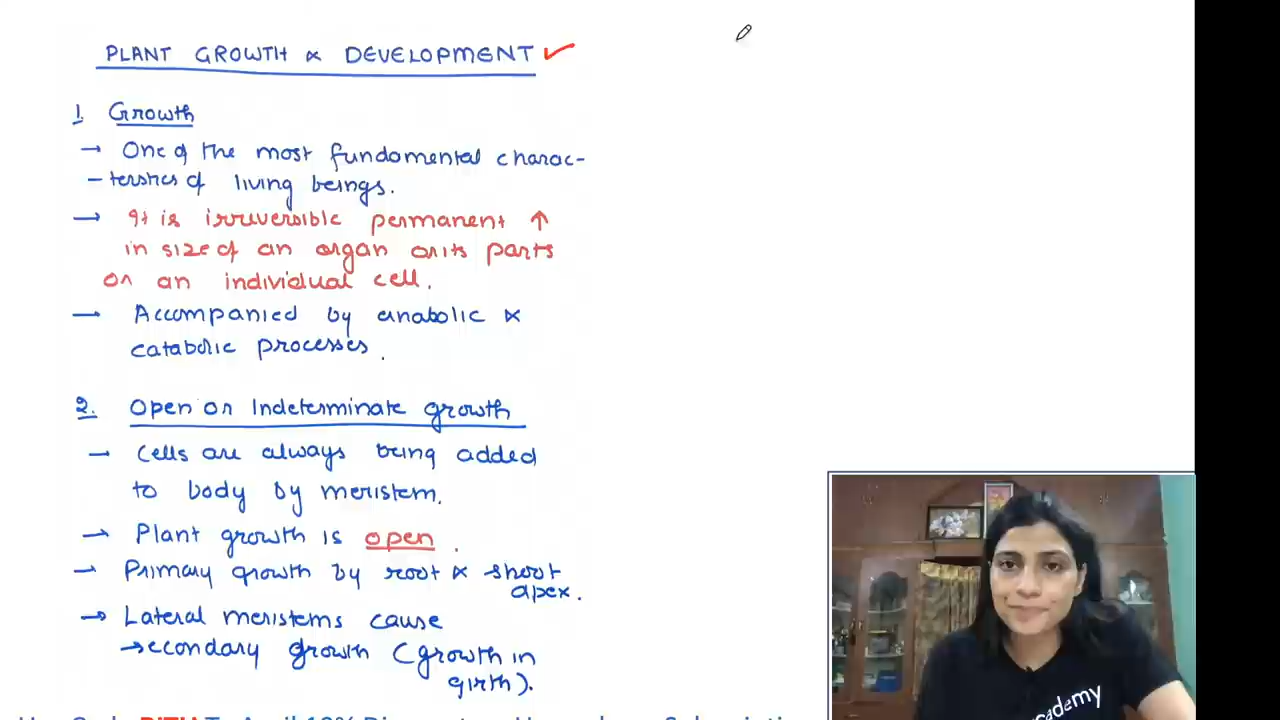 PLANT GROWTH & DEVELOPMENT ✓
1. Growth
→ One of the most fundamental charac-
-teristics of living beings.
→ It is irreversible permanent ↑
in size of an organ or its parts
or an individual cell.
→ Accompanied by anabolic &
catabolic processes.
2. Open or Indeterminate growth
→ Cells are always being added
to body by meristem.
→ Plant growth is open.
→ Primary growth by root & shoot
apex.
→ Lateral meristems cause
→ secondary growth (growth in
girth).
cademy